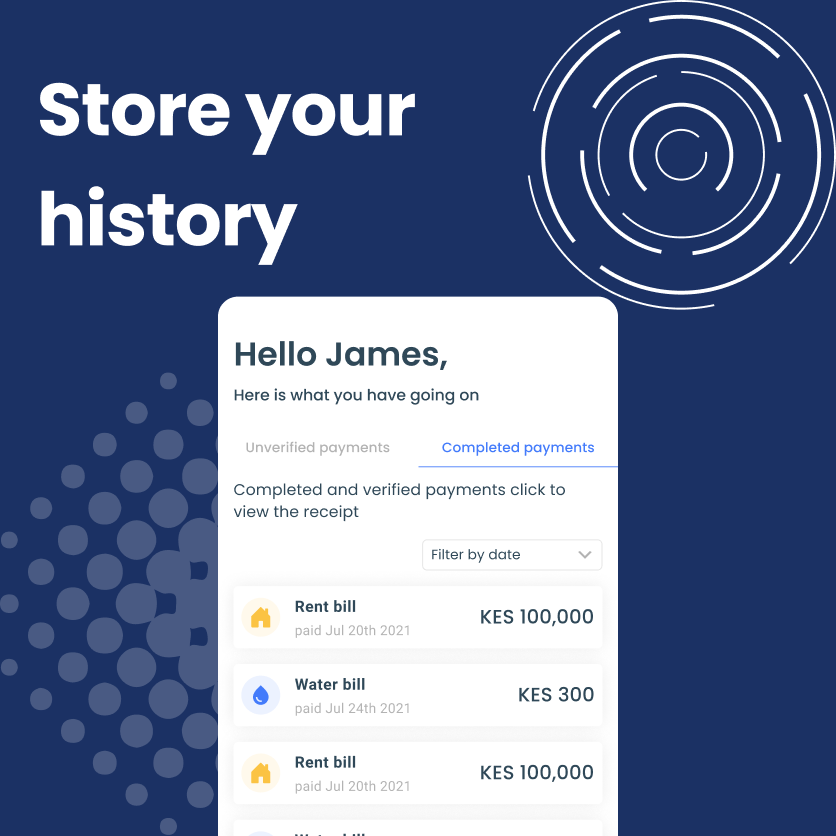 Store your
history
Hello James,
Here is what you have going on
Unverified payments Completed payments
Completed and verified payments click to
view the receipt
Filter by date
Rent bill
KES 100,000
paid Jul 20th 2021
Water bill
KES 300
paid Jul 24th 2021
Rent bill
KES 100,000
paid Jul 20th 2021